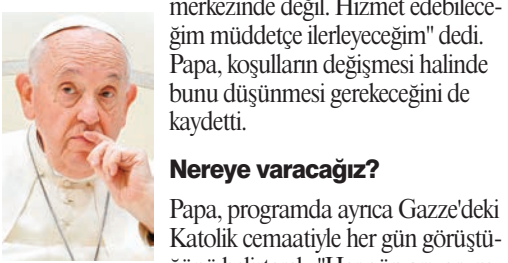 merkezinde değil. Hizmet edebilece-
ğim müddetçe ilerleyeceğim" dedi.
Papa, koşulların değişmesi halinde
bunu düşünmesi gerekeceğini de
kaydetti.
Nereye varacağız?
Papa, programda ayrıca Gazze'deki
Katolik cemaatiyle her gün görüştü-